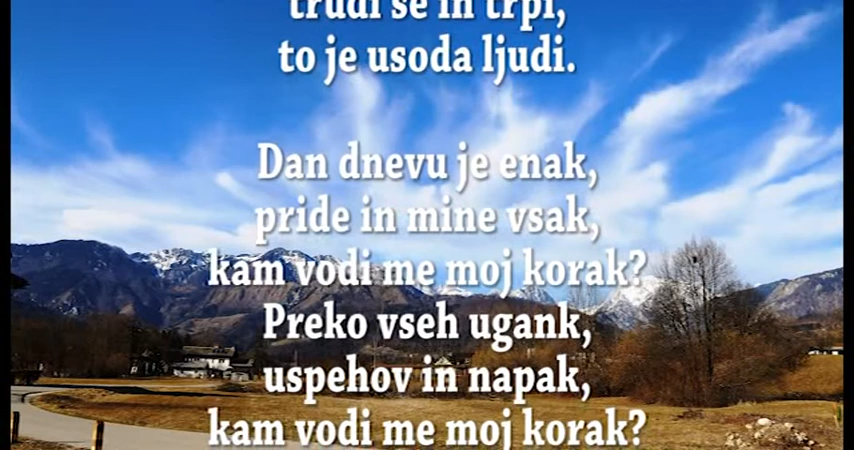 trudi se in trpi,
to je usoda ljudi.
Dan dnevu je enak,
pride in mine vsak,
kam vodi me moj korak?
Preko vseh ugank,
uspehov in napak,
kam vodi me moj korak?